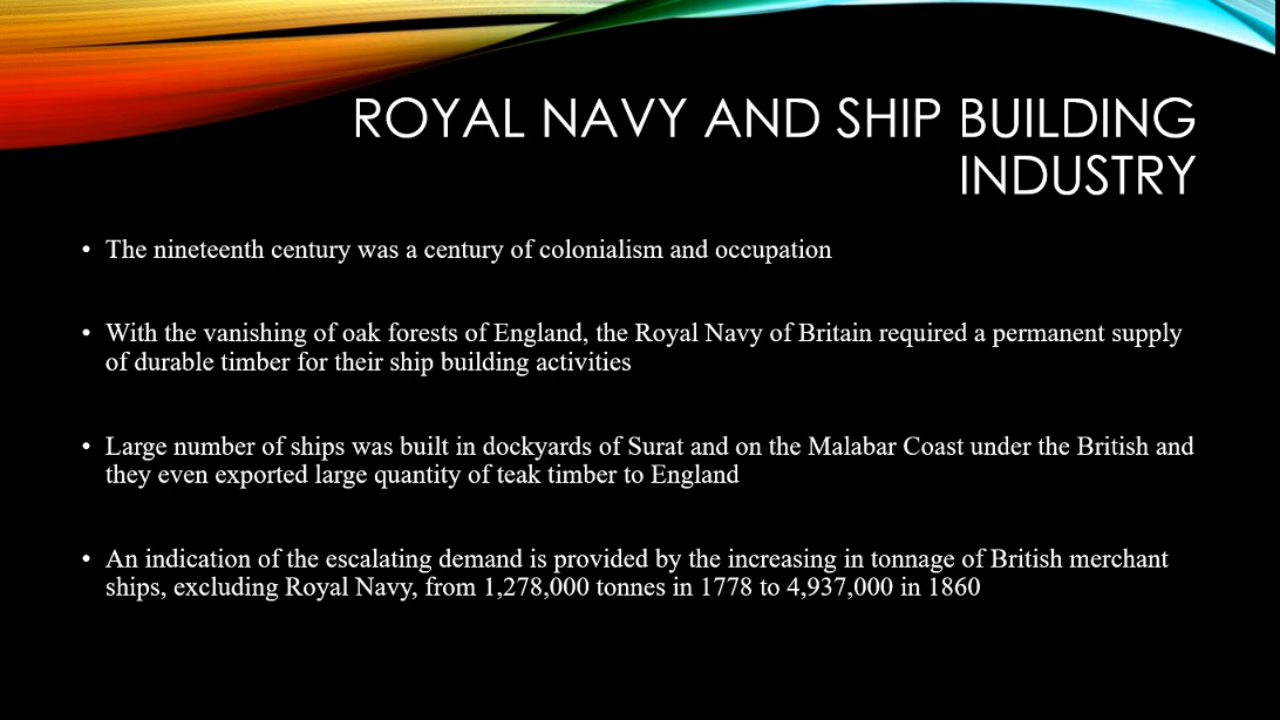 ROYAL NAVY AND SHIP BUILDING
INDUSTRY
• The nineteenth century was a century of colonialism and occupation
• With the vanishing of oak forests of England, the Royal Navy of Britain required a permanent supply
of durable timber for their ship building activities
• Large number of ships was built in dockyards of Surat and on the Malabar Coast under the British and
they even exported large quantity of teak timber to England
• An indication of the escalating demand is provided by the increasing in tonnage of British merchant
ships, excluding Royal Navy, from 1,278,000 tonnes in 1778 to 4,937,000 in 1860